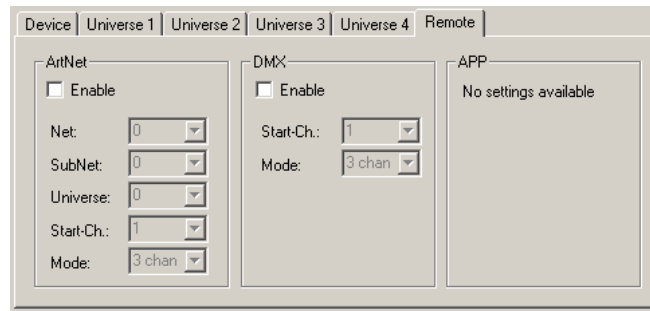 Device Universe 1 Universe 2 Universe 3 Universe 4 Remote
ArtNet
Enable
Net: 0
SubNet: 0
Universe: 0
Start-Ch.: 1
Mode: 3 chan
DMX
Enable
Start-Ch.: 1
Mode: 3 chan
APP
No settings available